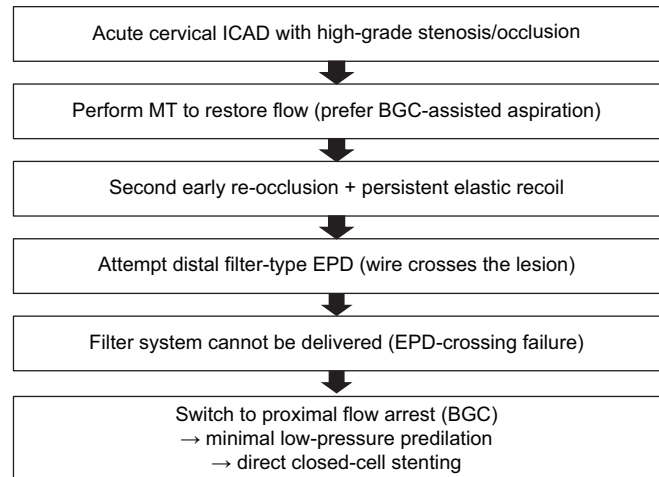 Acute cervical ICAD with high-grade stenosis/occlusion
Perform MT to restore flow (prefer BGC-assisted aspiration)
Second early re-occlusion + persistent elastic recoil
Attempt distal filter-type EPD (wire crosses the lesion)
Filter system cannot be delivered (EPD-crossing failure)
Switch to proximal flow arrest (BGC)
→ minimal low-pressure predilation
→ direct closed-cell stenting